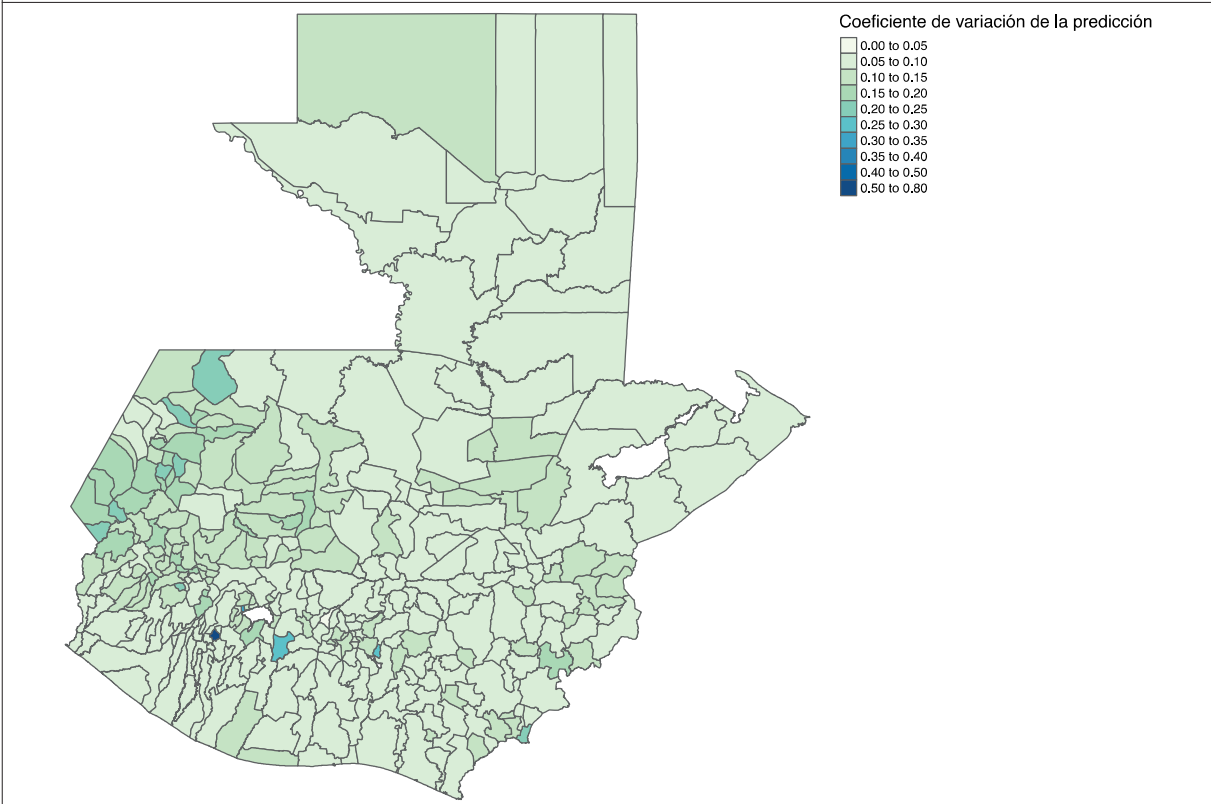 Coeficiente de variación de la predicción
0.00 to 0.05
0.05 to 0.10
0.10 to 0.15
0.15 to 0.20
0.20 to 0.25
0.25 to 0.30
0.30 to 0.35
0.35 to 0.40
0.40 to 0.50
0.50 to 0.80